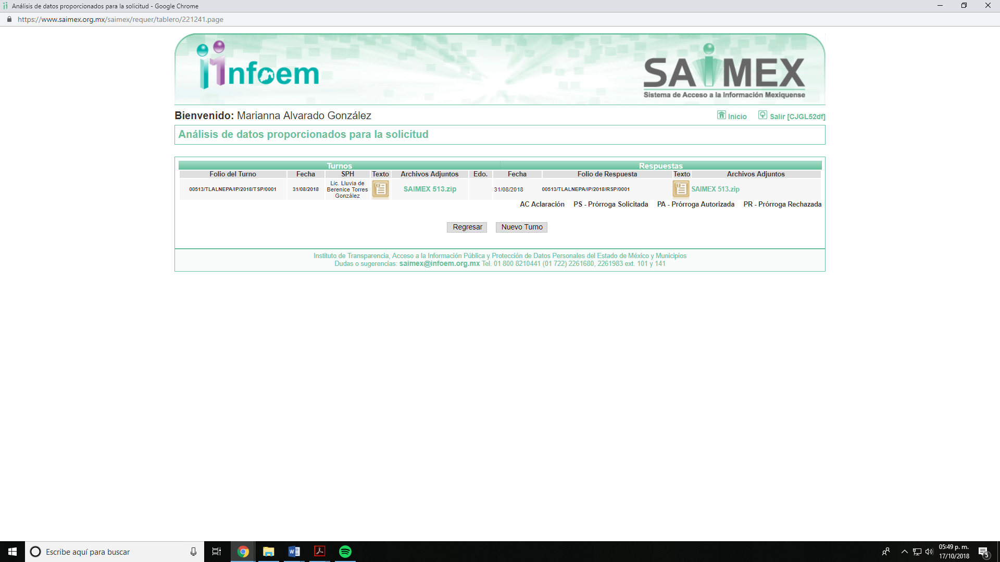 Análisis de datos proporcionados para la solicitud - Google Chrome
https://www.saimex.org.mx/saimex/requer/tablero/221241.page
infoem
SAIMEX
Sistema de Acceso a la Información Mexiquense
Bienvenido: Marianna Alvarado González
Inicio Salir [CJGL52df]
Análisis de datos proporcionados para la solicitud
Turnos Respuestas
Folio del Turno Fecha SPH Texto Archivos Adjuntos Edo. Fecha Folio de Respuesta Texto Archivos Adjuntos
00513/TLALNEPA/IP/2018/TSP/0001 31/08/2018 Lic. Lluvia de Berenice Torres González SAIMEX 513.zip 31/08/2018 00513/TLALNEPA/IP/2018/RSP/0001 SAIMEX 513.zip
AC Aclaración PS - Prórroga Solicitada PA - Prórroga Autorizada PR - Prórroga Rechazada
Regresar Nuevo Turno
Instituto de Transparencia, Acceso a la Información Pública y Protección de Datos Personales del Estado de México y Municipios
Dudas o sugerencias: saimex@infoem.org.mx Tel. 01 800 8210441 (01 722) 2261680, 2261983 ext. 101 y 141
Escribe aquí para buscar
05:49 p. m.
17/10/2018
5